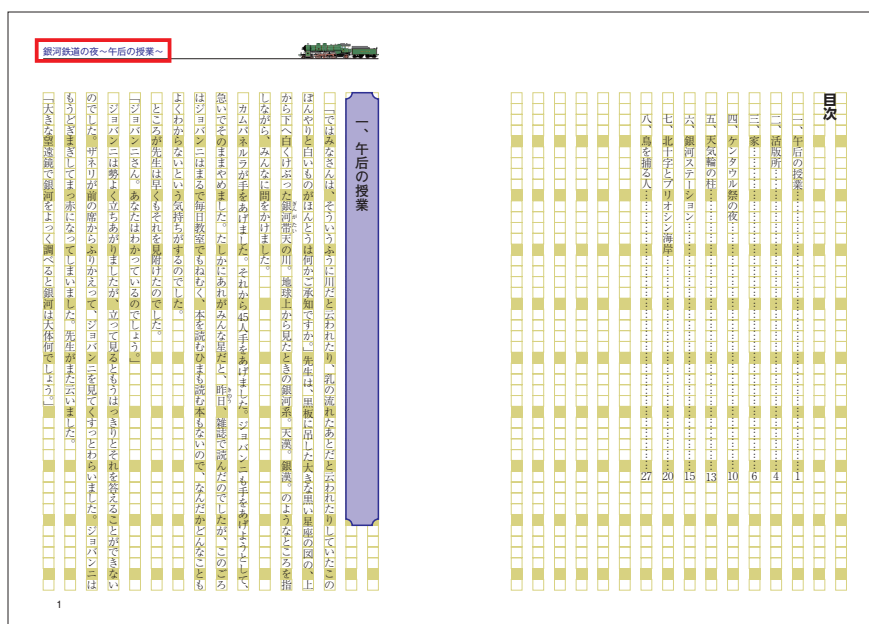 目次
一、午后の授業……………………………………1
二、活版所……………………………………4
三、家……………………………………6
四、ケンタウル祭の夜……………………………………10
五、天気輪の柱……………………………………13
六、銀河ステーション……………………………………15
七、北十字とプリオシン海岸……………………………………20
八、鳥を捕る人……………………………………27
銀河鉄道の夜～午后の授業～
一、午后の授業
「ではみなさんは、そういうふうに川だと云われたり、乳の流れたあとだと云われたりしていたこの
ぼんやりと白いものがほんとうは何かご承知ですか。」先生は、黒板に吊した大きな黒い星座の図の、上
から下へ白くけぶった銀河帯天の川。地球上から見たときの銀河系。天漢。銀漢。のようなところを指
しながら、みんなに問をかけました。
カムパネルラが手をあげました。それから45人手をあげました。ジョバンニも手をあげようとして、
急いでそのままやめました。たしかにあれがみんな星だと、昨日、雑誌で読んだのでしたが、このごろ
はジョバンニはまるで毎日教室でもねむく、本を読むひまも読む本もないので、なんだかどんなことも
よくわからないという気持ちがするのでした。
ところが先生は早くもそれを見附けたのでした。
「ジョバンニさん。あなたはわかっているのでしょう。」
ジョバンニは勢よく立ちあがりましたが、立って見るともうはっきりとそれを答えることができない
のでした。ザネリが前の席からふりかえって、ジョバンニを見てくすっとわらいました。ジョバンニは
もうどぎまぎしてまっ赤になってしまいました。先生がまた云いました。
「大きな望遠鏡で銀河をよっく調べると銀河は大体何でしょう。」
1